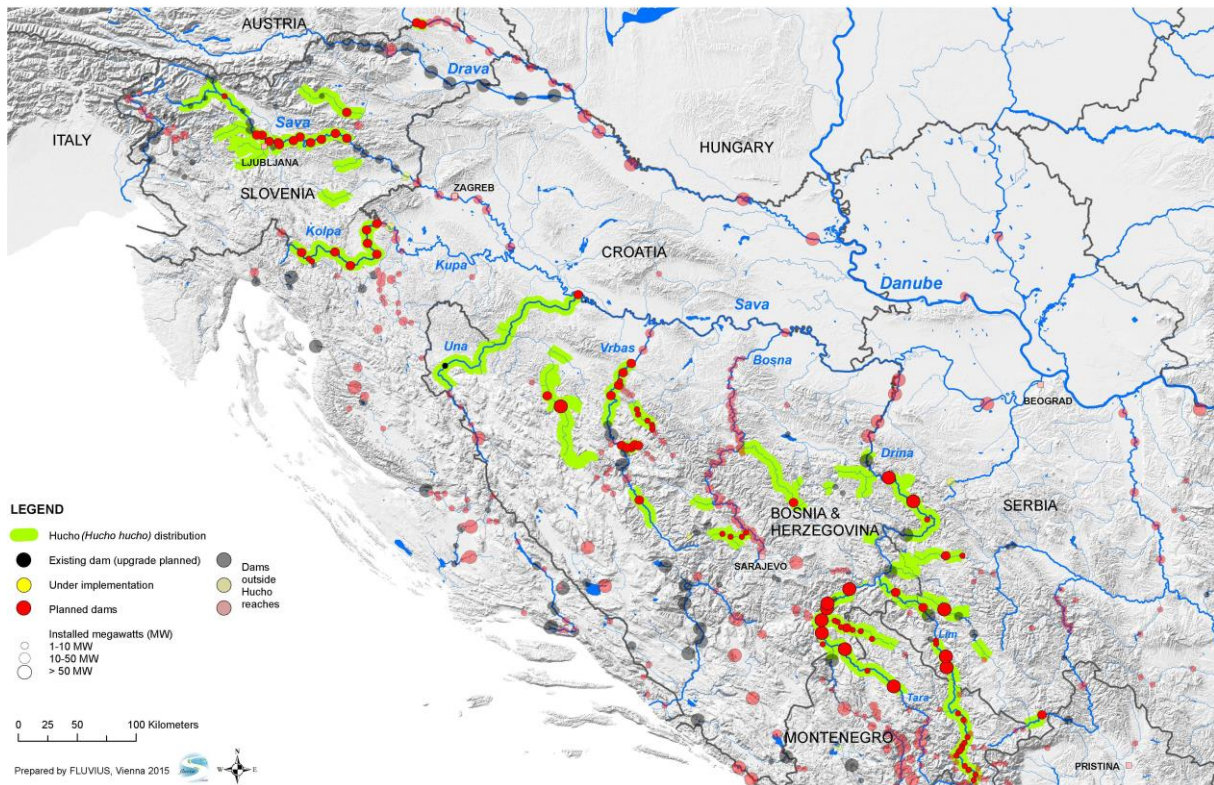 AUSTRIA
Drava
ITALY
Sava
HUNGARY
LJUBLJANA
SLOVENIA
ZAGREB
Kolpa
CROATIA
Kupa
Danube
Sava
Una
Vrbas
Bosna
BEOGRAD
Drina
SERBIA
BOSNIA &
HERZEGOVINA
SARAJEVO
Lim
Tara
MONTENEGRO
PRISTINA
LEGEND
Hucho (Hucho hucho) distribution
Existing dam (upgrade planned)
Under implementation
Planned dams
Dams
outside
Hucho
reaches
Installed megawatts (MW)
1-10 MW
10-50 MW
> 50 MW
0 25 50 100 Kilometers
Prepared by FLUVIUS, Vienna 2015
N
W E
S